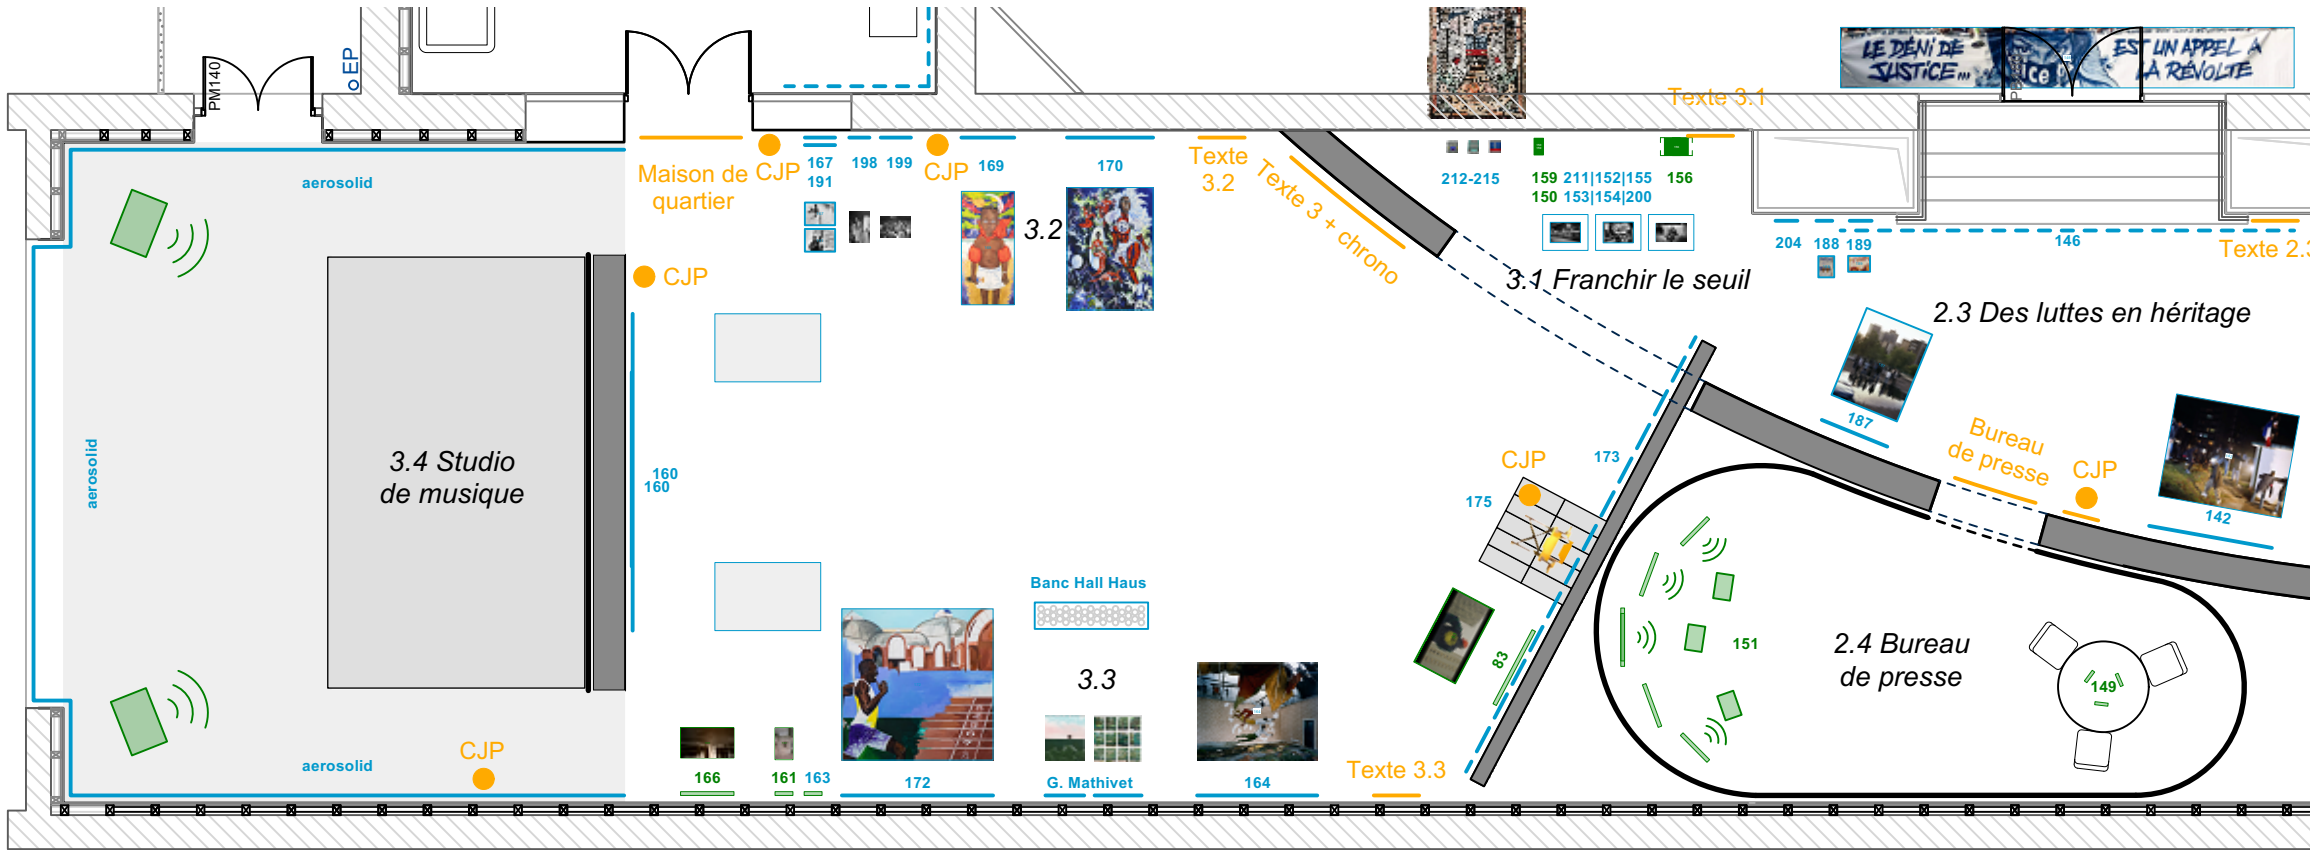 PM140
o EP
LE DÉNI DE
JUSTICE...
ice
EST UN APPEL À
LA RÉVOLTE
Texte 3.1
aerosolid
Maison de
quartier
CJP
167
191
198
199
CJP
169
170
Texte
3.2
Texte 3 + chrono
212-215
159
150
211|152|155
153|154|200
156
204
188
189
146
Texte 2.3
3.2
CJP
3.1 Franchir le seuil
2.3 Des luttes en héritage
187
Bureau
de presse
CJP
142
aerosolid
3.4 Studio
de musique
160
160
CJP
173
175
Banc Hall Haus
83
151
2.4 Bureau
de presse
149
3.3
CJP
aerosolid
166
161
163
172
G. Mathivet
164
Texte 3.3